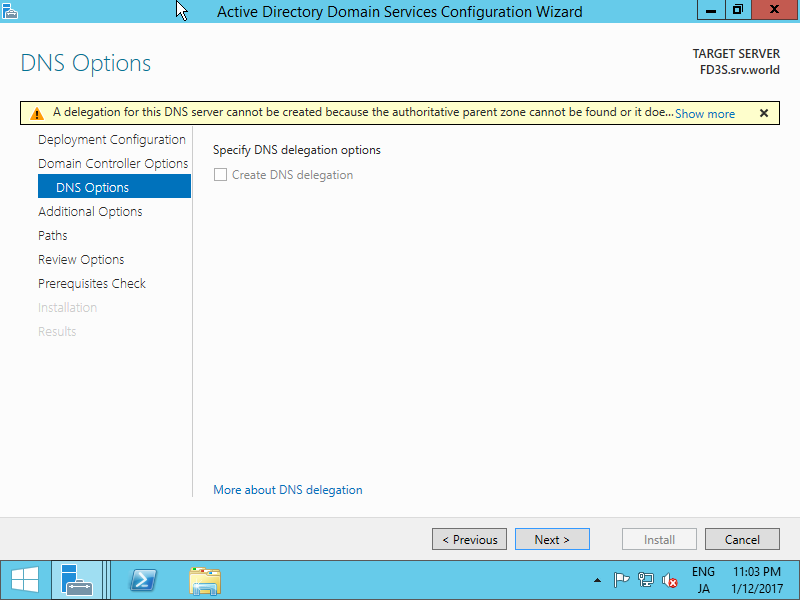 Active Directory Domain Services Configuration Wizard
DNS Options
TARGET SERVER
FD3S.srv.world
A delegation for this DNS server cannot be created because the authoritative parent zone cannot be found or it doe... Show more
Deployment Configuration
Domain Controller Options
DNS Options
Additional Options
Paths
Review Options
Prerequisites Check
Installation
Results
Specify DNS delegation options
Create DNS delegation
More about DNS delegation
< Previous
Next >
Install
Cancel
ENG
JA
11:03 PM
1/12/2017